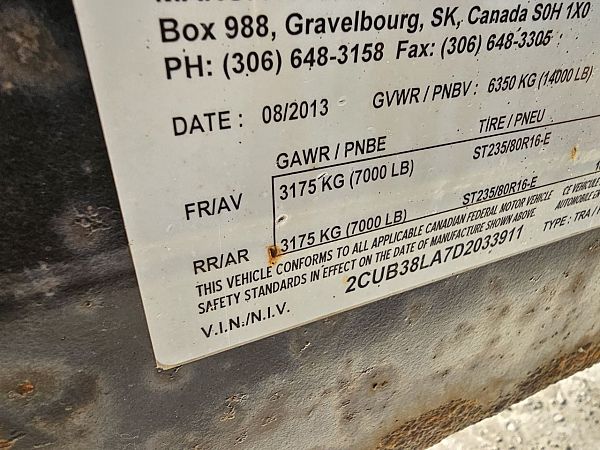 Box 988, Gravelbourg, SK, Canada S0H 1X0
PH: (306) 648-3158 Fax: (306) 648-3305
DATE : 08/2013 GVWR / PNBV : 6350 KG (14000 LB)
GAWR / PNBE TIRE / PNEU
FR/AV 3175 KG (7000 LB) ST235/80R16-E
RR/AR 3175 KG (7000 LB) ST235/80R16-E
THIS VEHICLE CONFORMS TO ALL APPLICABLE CANADIAN FEDERAL MOTOR VEHICLE
SAFETY STANDARDS IN EFFECT ON THE DATE OF MANUFACTURE SHOWN ABOVE.
CE VEHICULE
AUTOMOBILE
V.I.N./N.I.V. 2CUB38LA7D2033911 TYPE : TRA /